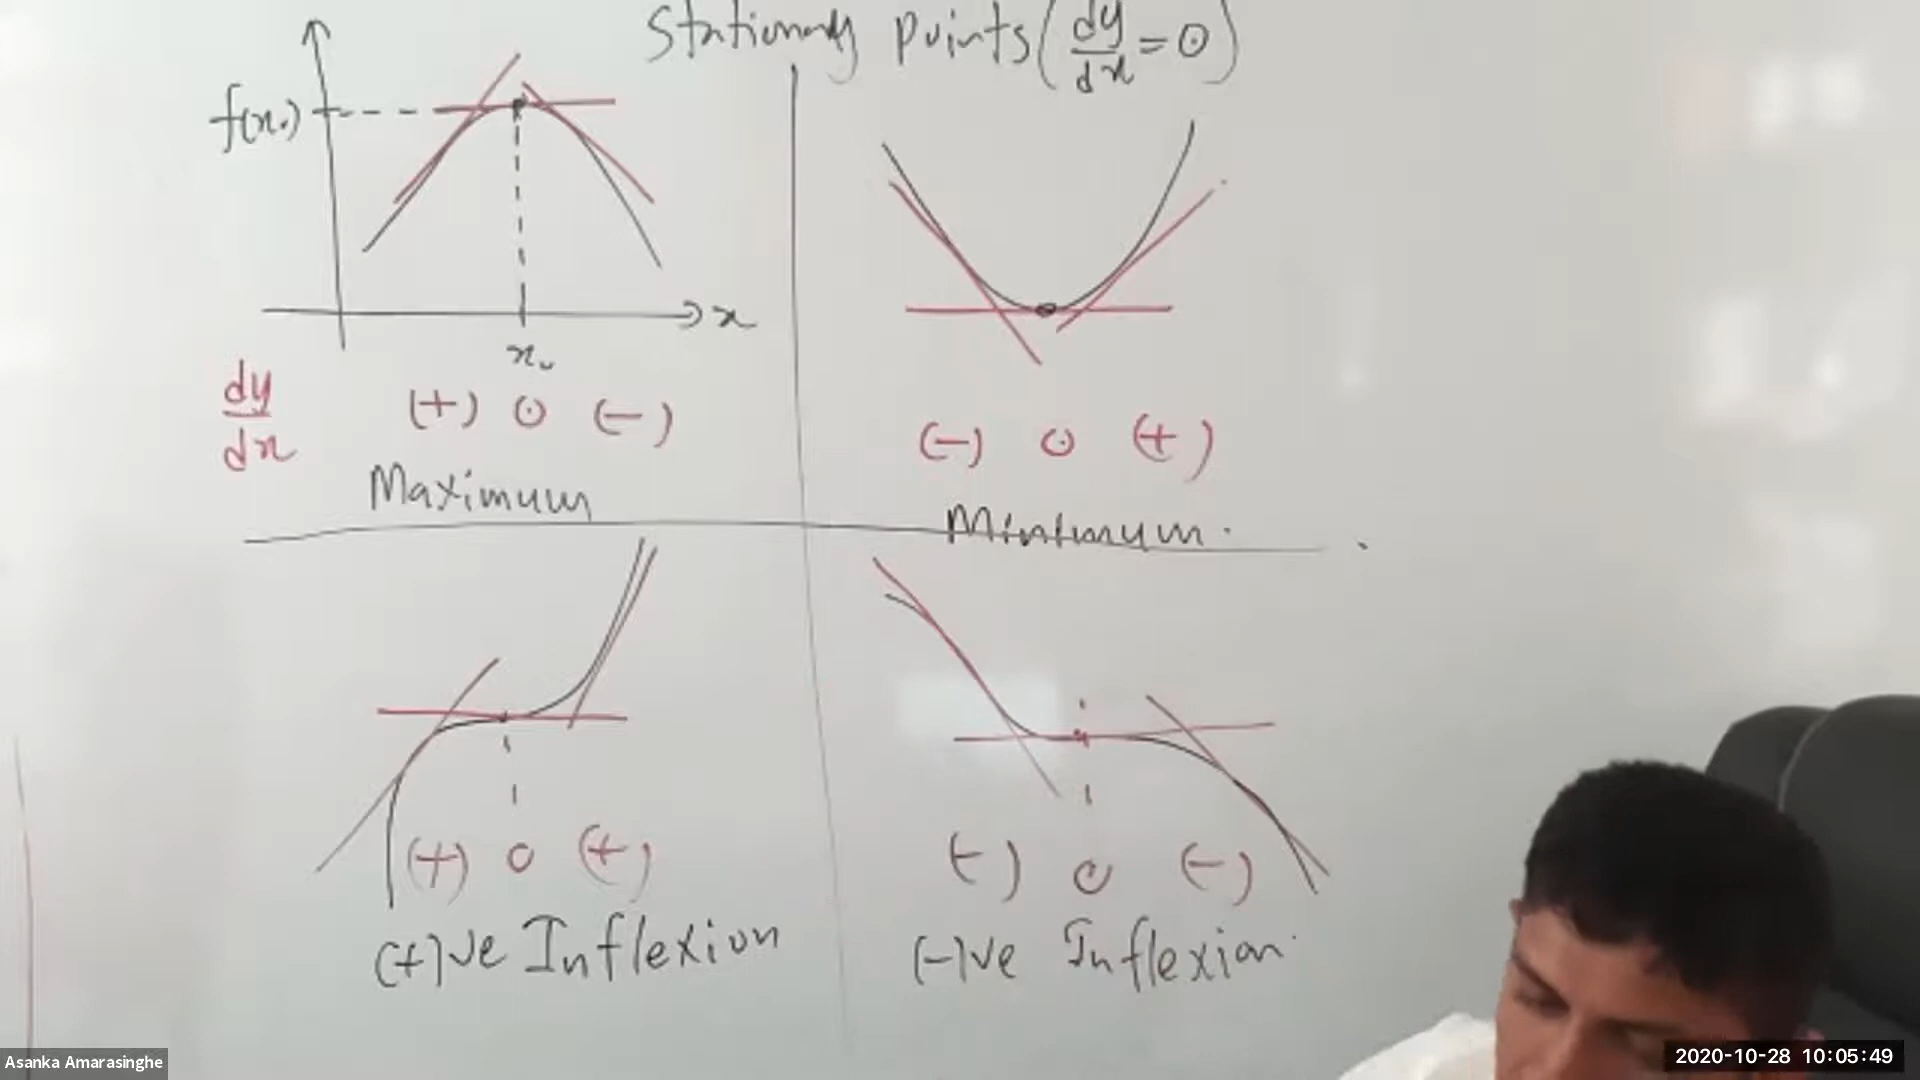 Stationary points (dy/dx = 0)
f(x₀)
x
x₀
dy/dx (+) 0 (-)
Maximum
(-) 0 (+)
Minimum.
(+) 0 (+)
(+)ve Inflexion
(-) 0 (-)
(-)ve Inflexion.
Asanka Amarasinghe
2020-10-28 10:05:49